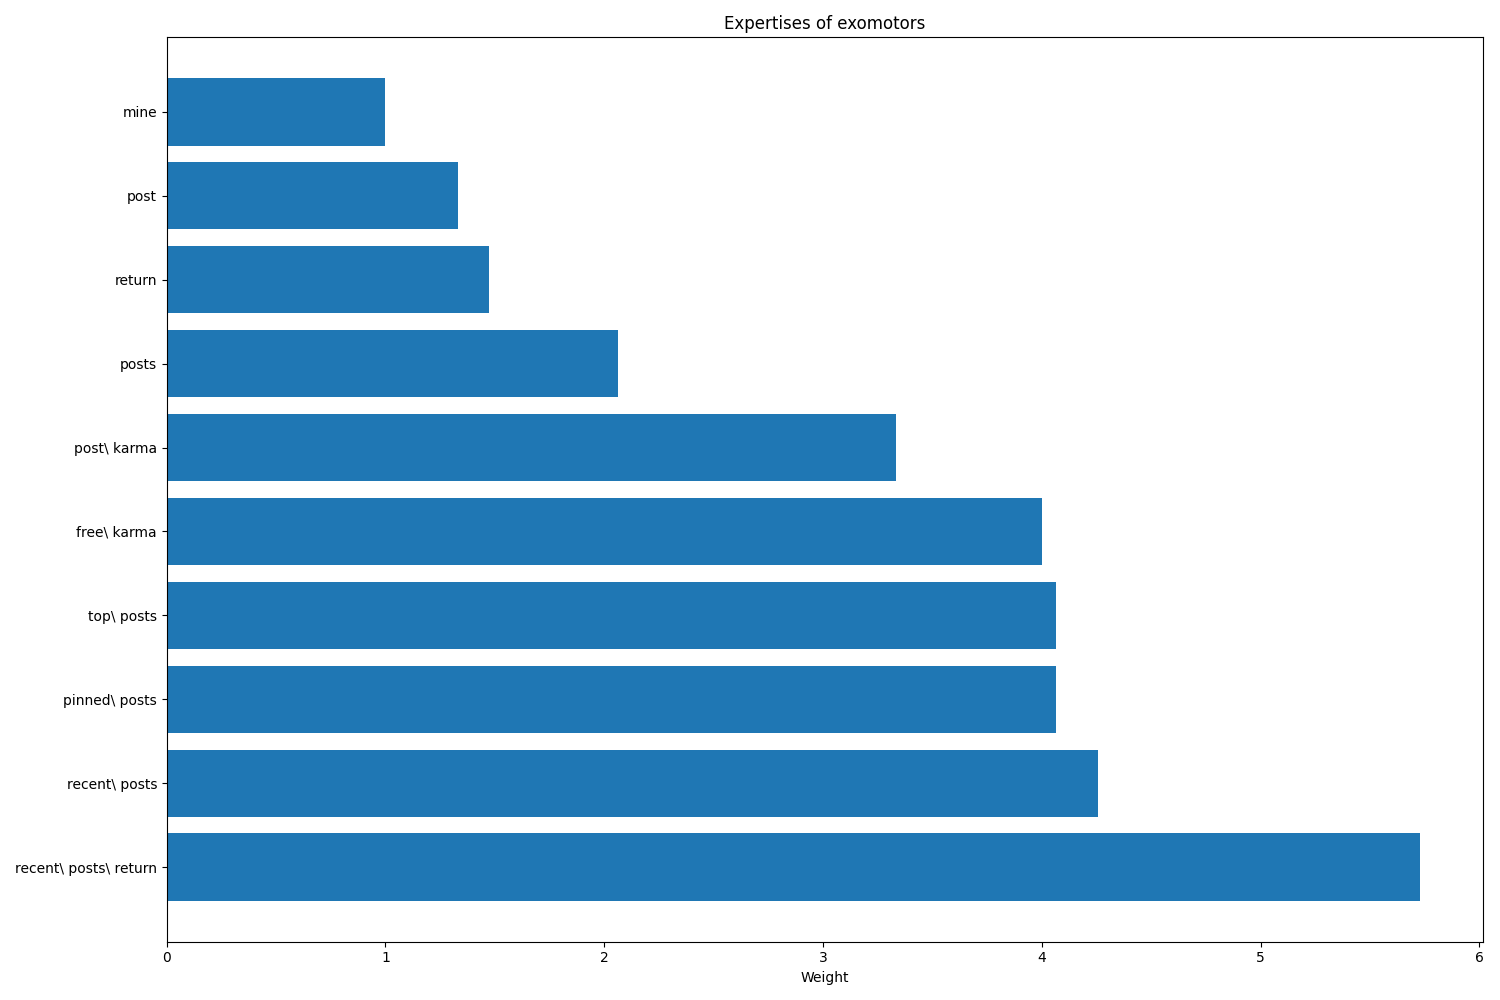 Expertises of exomotors
mine
post
return
posts
post\ karma
free\ karma
top\ posts
pinned\ posts
recent\ posts
recent\ posts\ return
0 1 2 3 4 5 6
Weight